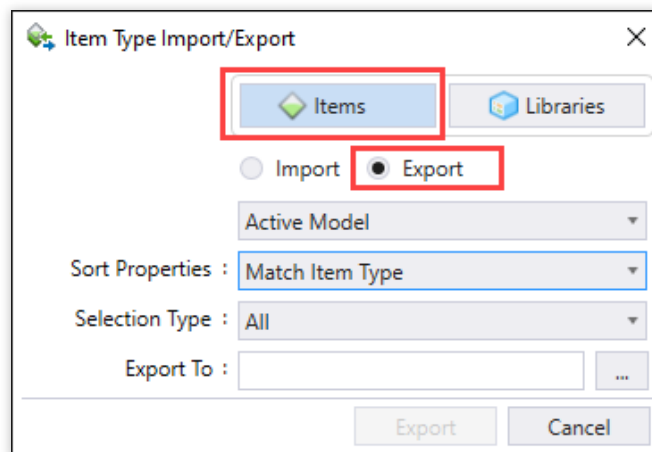 Item Type Import/Export
Items Libraries
Import Export
Active Model
Sort Properties : Match Item Type
Selection Type : All
Export To :
...
Export Cancel